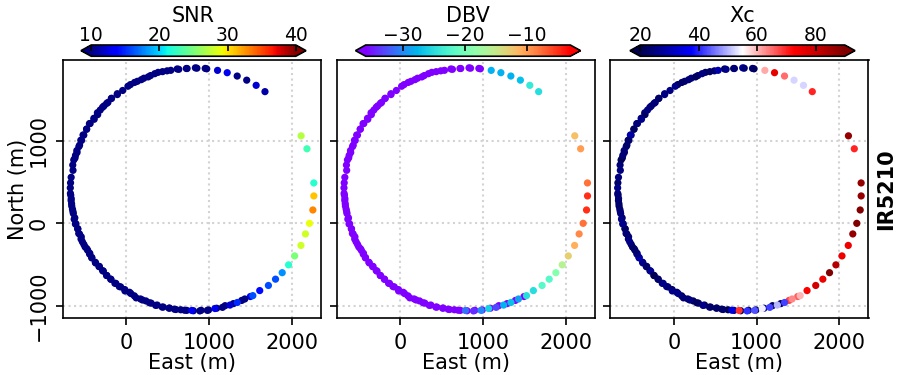 SNR DBV Xc
10 20 30 40 −30 −20 −10 20 40 60 80
North (m)
1000
0
−1000
IR5210
0 1000 2000 0 1000 2000 0 1000 2000
East (m) East (m) East (m)